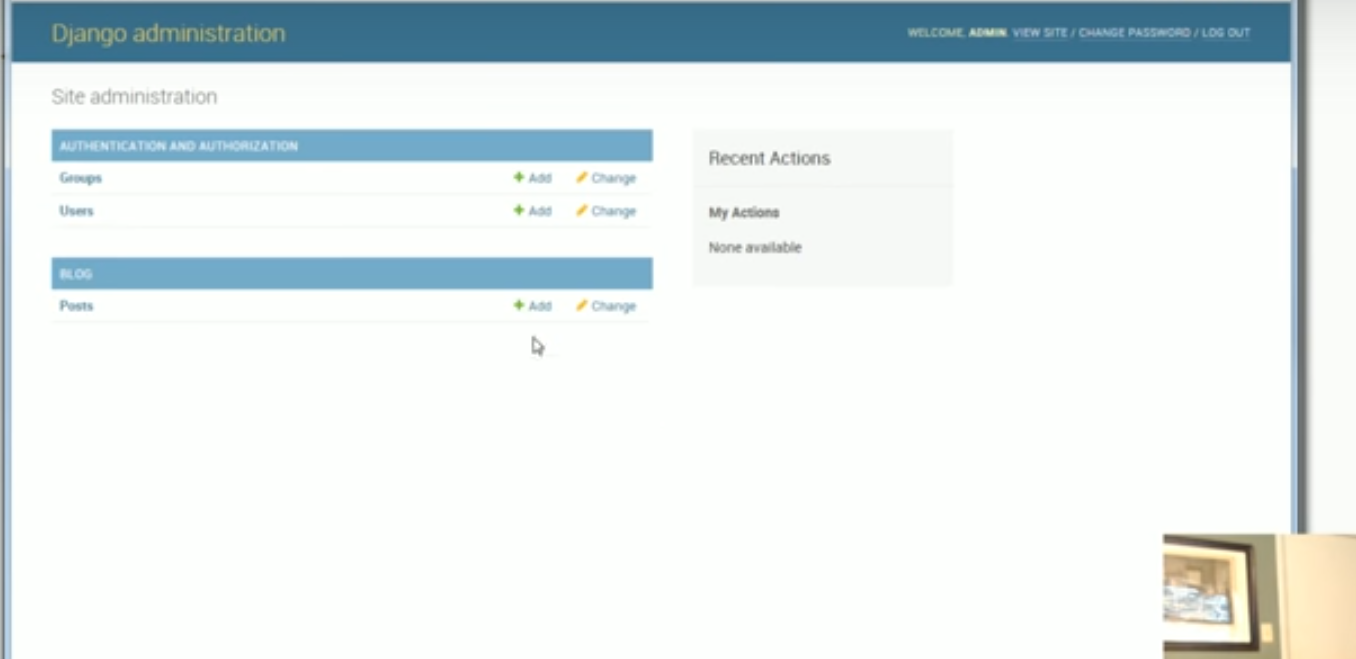 Django administration
WELCOME, ADMIN. VIEW SITE / CHANGE PASSWORD / LOG OUT
Site administration
AUTHENTICATION AND AUTHORIZATION
Groups Add Change
Users Add Change
BLOG
Posts Add Change
Recent Actions
My Actions
None available